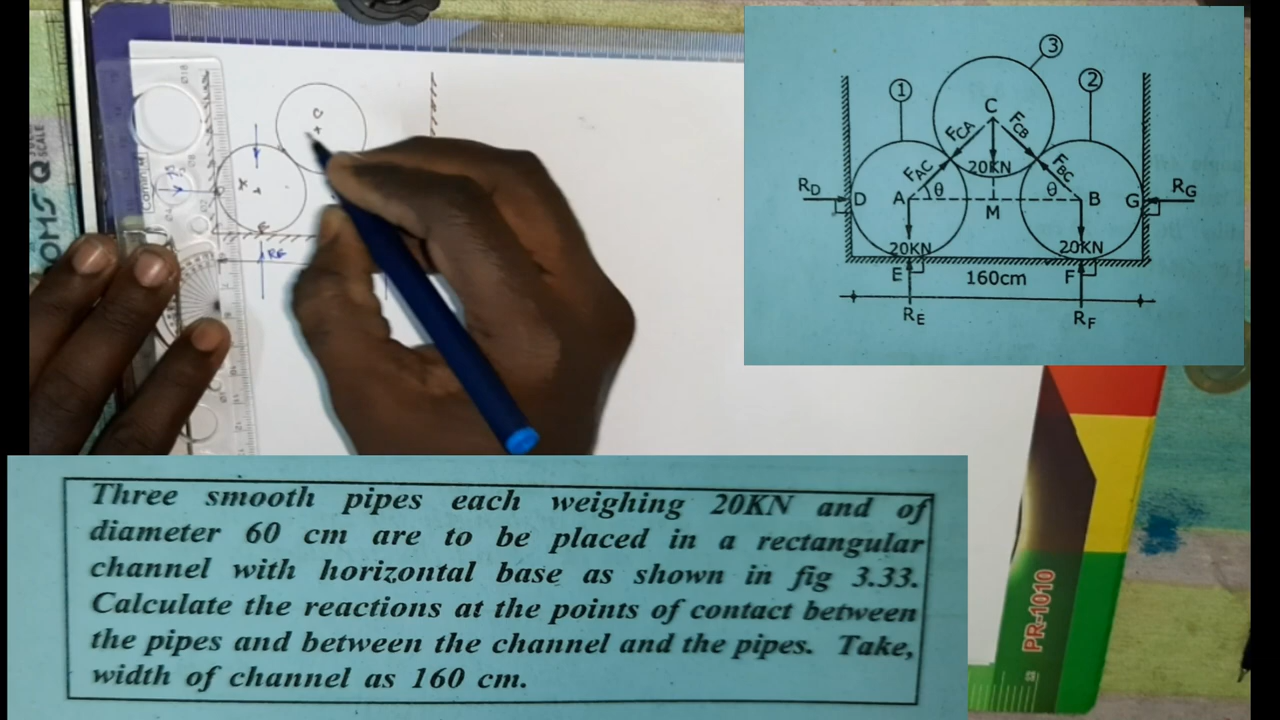 3
1
2
C
FCA
FCB
FAC
20KN
FBC
RD
D
A
θ
M
θ
B
G
RG
20KN
20KN
E
160cm
F
RE
RF
C
RE
OMS Q
SCALE
Three smooth pipes each weighing 20KN and of
diameter 60 cm are to be placed in a rectangular
channel with horizontal base as shown in fig 3.33.
Calculate the reactions at the points of contact between
the pipes and between the channel and the pipes. Take,
width of channel as 160 cm.
PR-1010